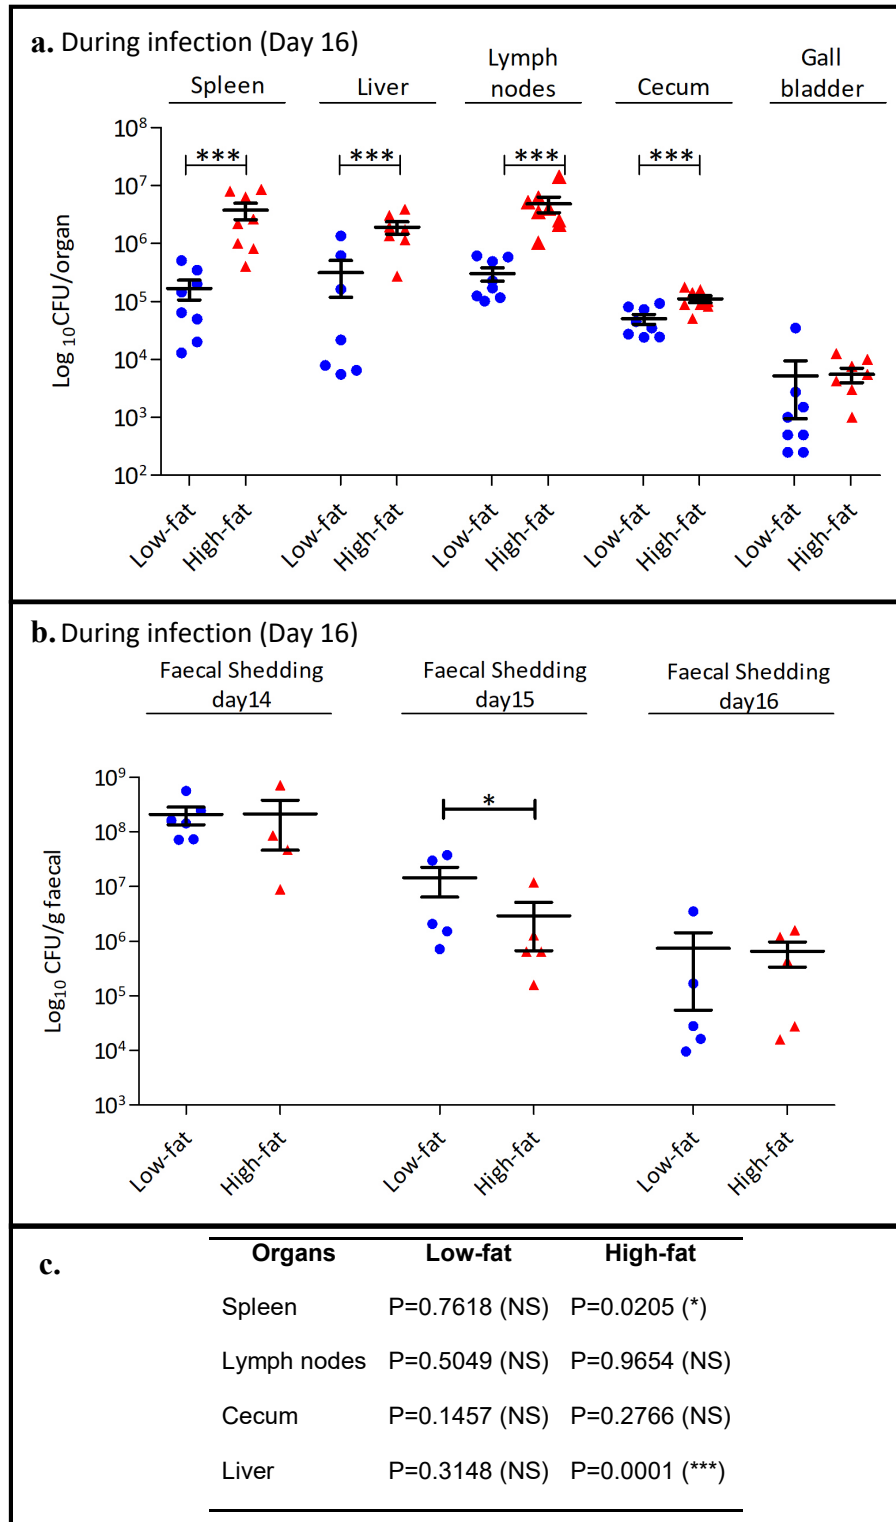 a. During infection (Day 16)
Spleen
Liver
Lymph
nodes
Cecum
Gall
bladder
Log 10CFU/organ
10⁸
10⁷
10⁶
10⁵
10⁴
10³
10²
***
***
***
***
Low-fat
High-fat
Low-fat
High-fat
Low-fat
High-fat
Low-fat
High-fat
Low-fat
High-fat
b. During infection (Day 16)
Faecal Shedding
day14
Faecal Shedding
day15
Faecal Shedding
day16
Log₁₀ CFU/g faecal
10⁹
10⁸
10⁷
10⁶
10⁵
10⁴
10³
*
Low-fat
High-fat
Low-fat
High-fat
Low-fat
High-fat
c.
Organs Low-fat High-fat
Spleen P=0.7618 (NS) P=0.0205 (*)
Lymph nodes P=0.5049 (NS) P=0.9654 (NS)
Cecum P=0.1457 (NS) P=0.2766 (NS)
Liver P=0.3148 (NS) P=0.0001 (***)